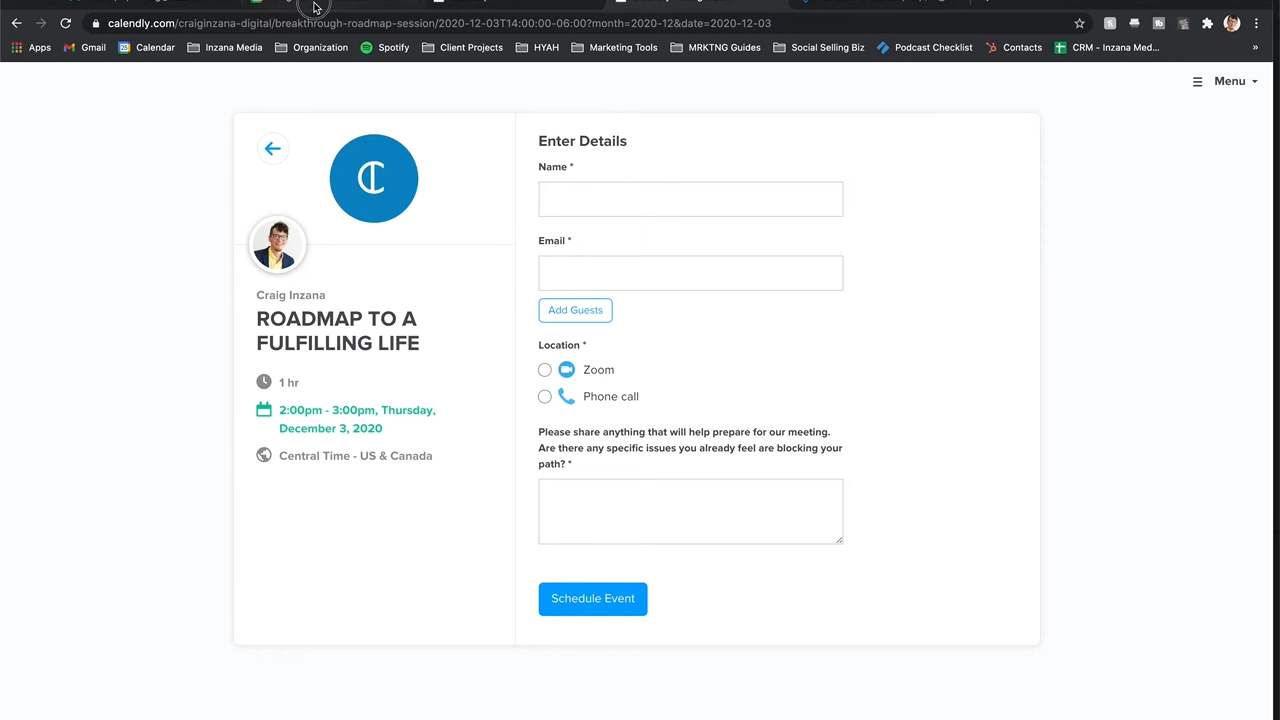 calendly.com/craiginzana-digital/breakthrough-roadmap-session/2020-12-03T14:00:00-06:00?month=2020-12&date=2020-12-03
Apps Gmail Calendar Inzana Media Organization Spotify Client Projects HYAH Marketing Tools MRKTNG Guides Social Selling Biz Podcast Checklist Contacts CRM - Inzana Med... »
Menu
Enter Details
Name *
Email *
Add Guests
Location *
Zoom
Phone call
Please share anything that will help prepare for our meeting.
Are there any specific issues you already feel are blocking your
path? *
Schedule Event
Craig Inzana
ROADMAP TO A
FULFILLING LIFE
1 hr
2:00pm - 3:00pm, Thursday,
December 3, 2020
Central Time - US & Canada